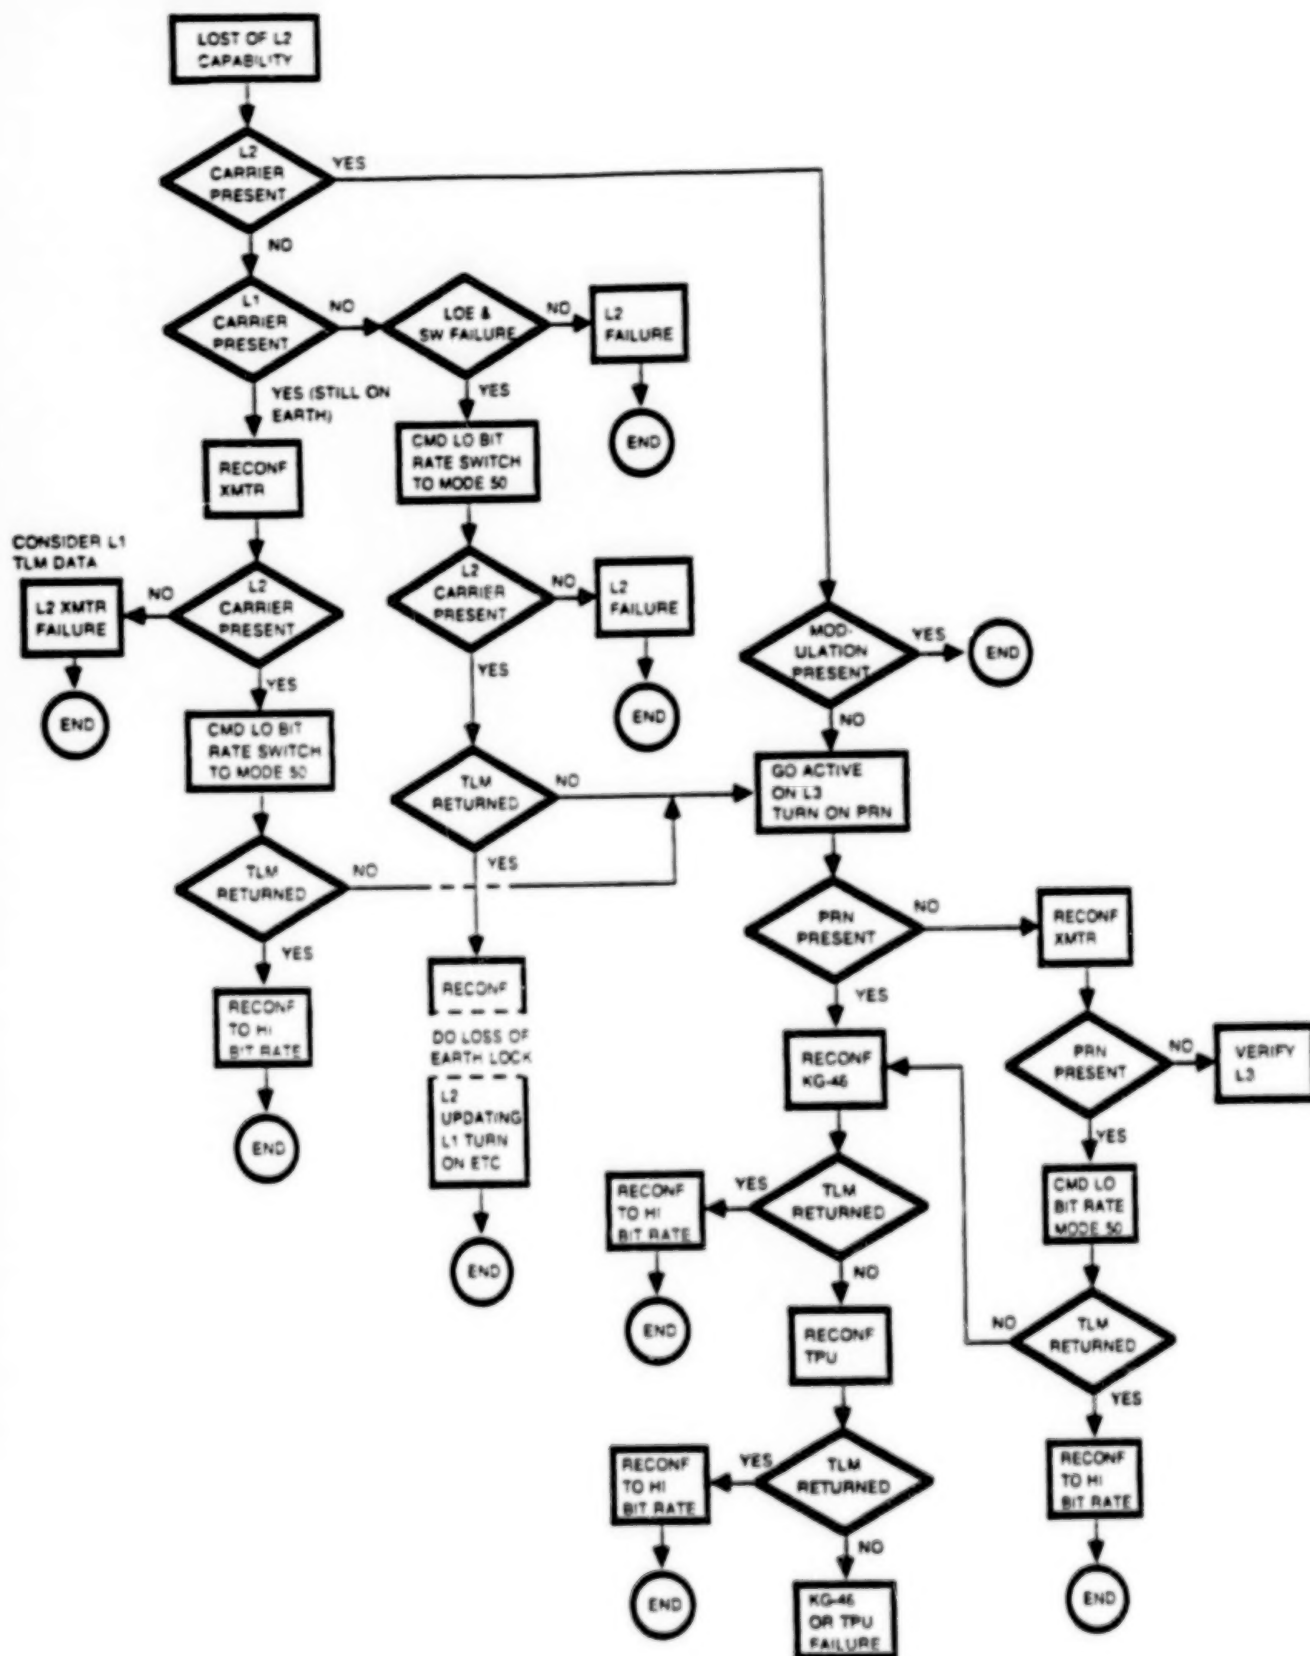 LOST OF L2
CAPABILITY
L2
CARRIER
PRESENT
YES
NO
L1
CARRIER
PRESENT
NO
LOE &
SW FAILURE
NO
L2
FAILURE
END
YES (STILL ON
EARTH)
YES
RECONF
XMTR
CMD LO BIT
RATE SWITCH
TO MODE 50
CONSIDER L1
TLM DATA
L2 XMTR
FAILURE
NO
L2
CARRIER
PRESENT
L2
CARRIER
PRESENT
NO
L2
FAILURE
END
END
YES
YES
MOD-
ULATION
PRESENT
YES
END
NO
CMD LO BIT
RATE SWITCH
TO MODE 50
TLM
RETURNED
NO
YES
GO ACTIVE
ON L3
TURN ON PRN
TLM
RETURNED
NO
YES
PRN
PRESENT
NO
YES
RECONF
XMTR
RECONF
TO HI
BIT RATE
END
RECONF
DO LOSS OF
EARTH LOCK
L2
UPDATING
L1 TURN
ON ETC
END
RECONF
KG-46
PRN
PRESENT
NO
VERIFY
L3
YES
RECONF
TO HI
BIT RATE
YES
TLM
RETURNED
NO
END
CMD LO
BIT RATE
MODE 50
RECONF
TPU
NO
TLM
RETURNED
YES
RECONF
TO HI
BIT RATE
YES
TLM
RETURNED
NO
RECONF
TO HI
BIT RATE
END
KG-46
OR TPU
FAILURE
END